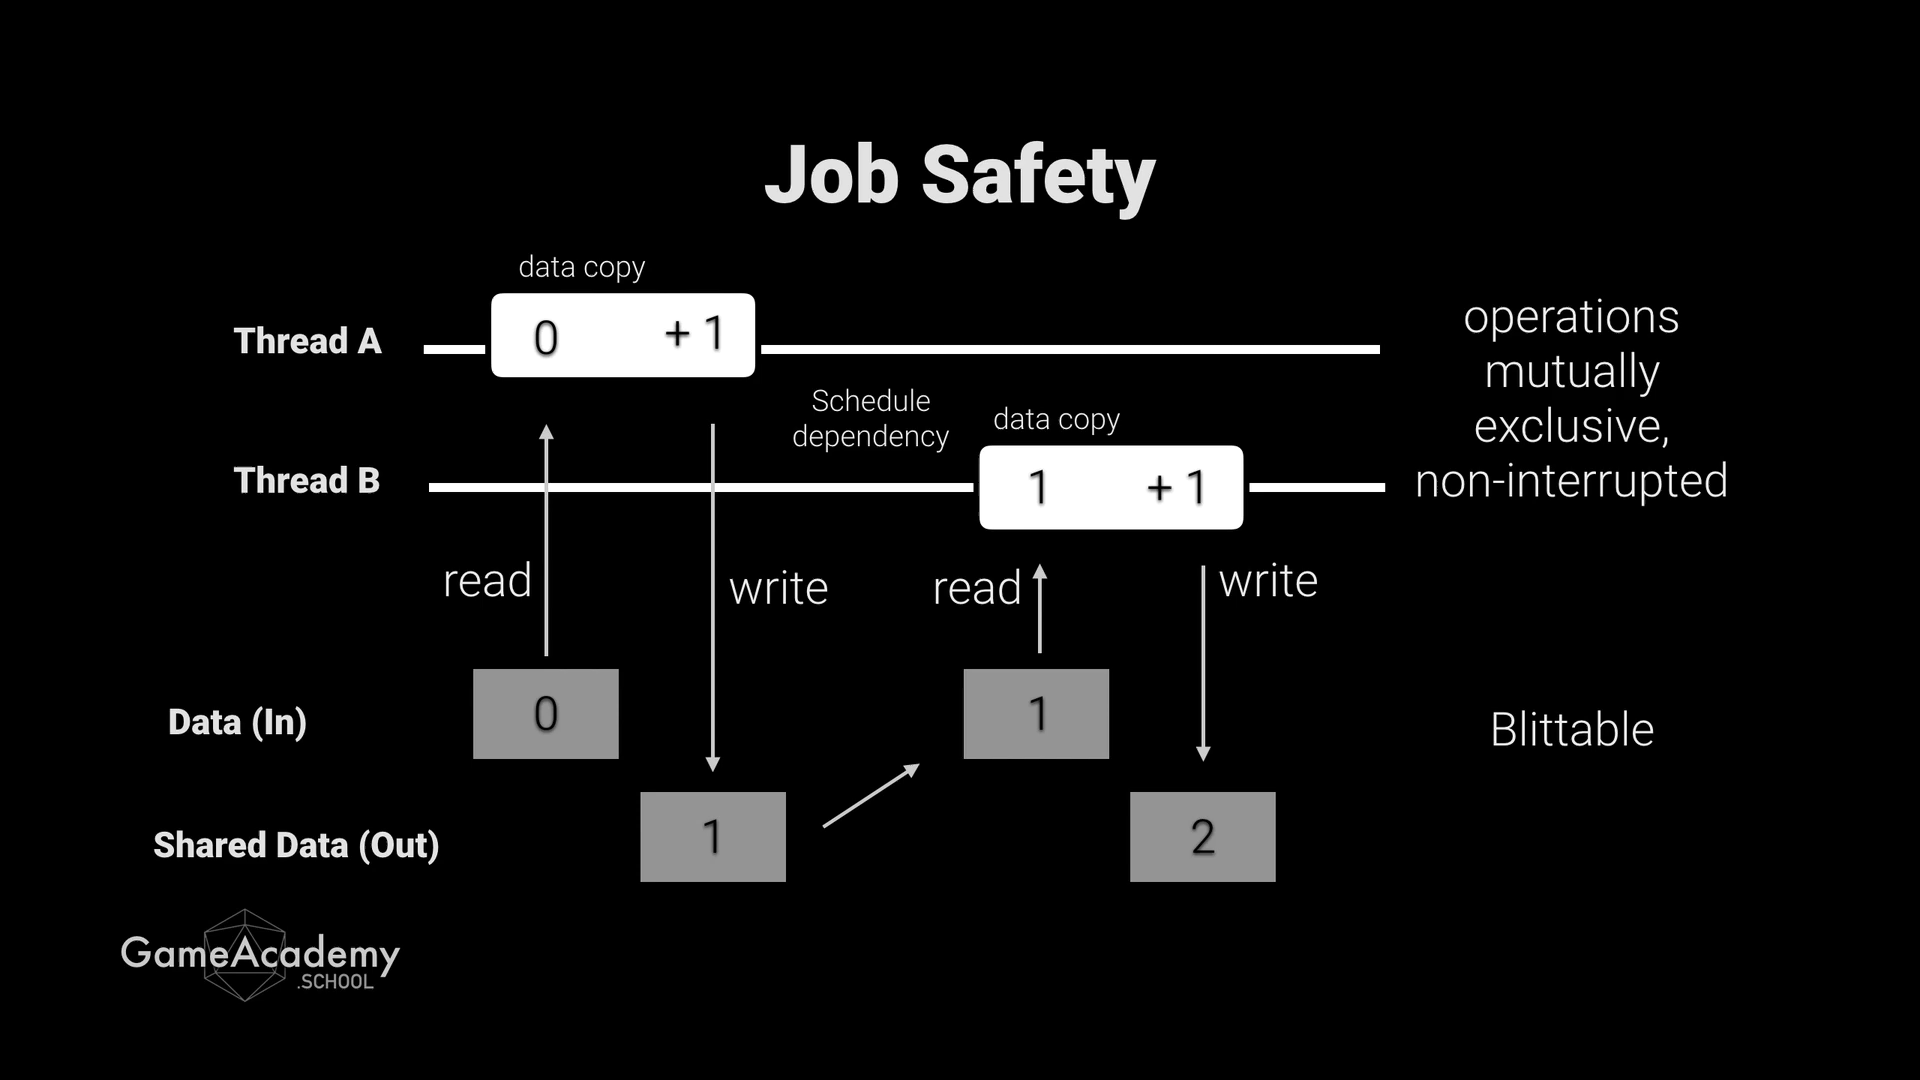 Job Safety
data copy
Thread A
0 + 1
operations
mutually
exclusive,
non-interrupted
Schedule
dependency
data copy
Thread B
1 + 1
read
write
read
write
Data (In)
0
1
Blittable
Shared Data (Out)
1
2
GameAcademy
.SCHOOL